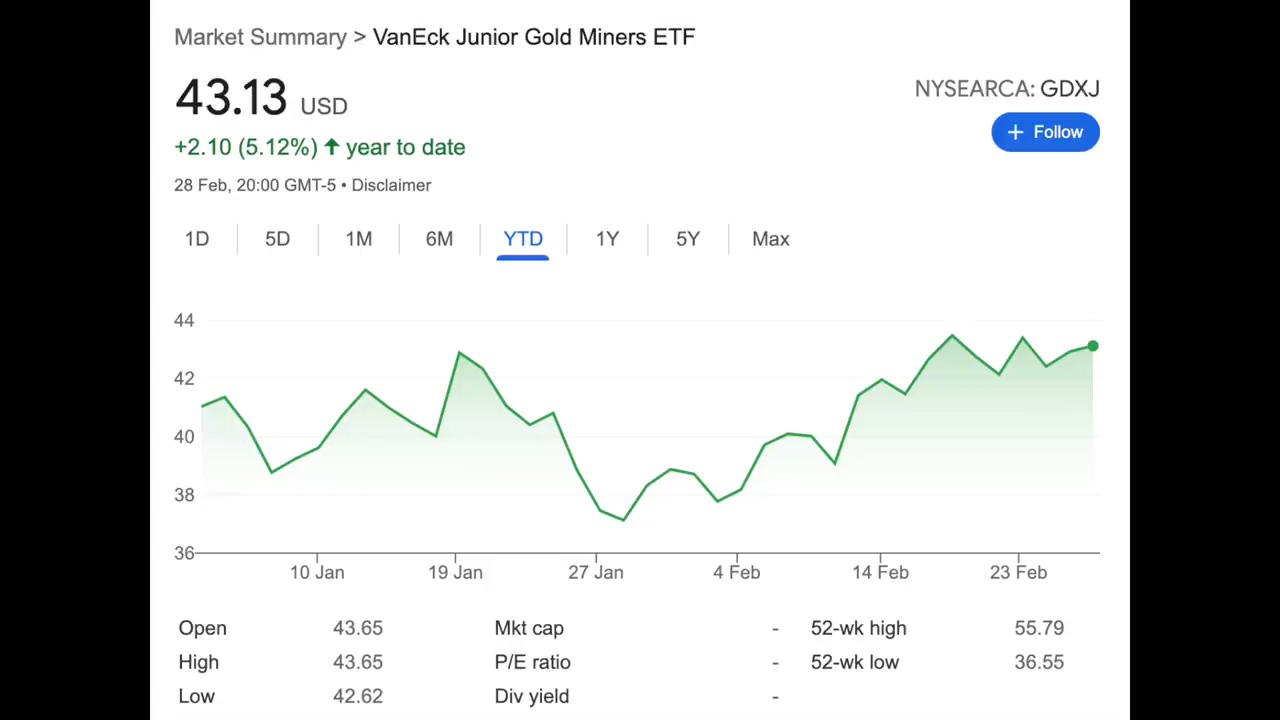 Market Summary > VanEck Junior Gold Miners ETF
43.13 USD
NYSEARCA: GDXJ
+ Follow
+2.10 (5.12%) ↑ year to date
28 Feb, 20:00 GMT-5 • Disclaimer
1D 5D 1M 6M YTD 1Y 5Y Max
44
42
40
38
36
10 Jan 19 Jan 27 Jan 4 Feb 14 Feb 23 Feb
Open 43.65 Mkt cap - 52-wk high 55.79
High 43.65 P/E ratio - 52-wk low 36.55
Low 42.62 Div yield -